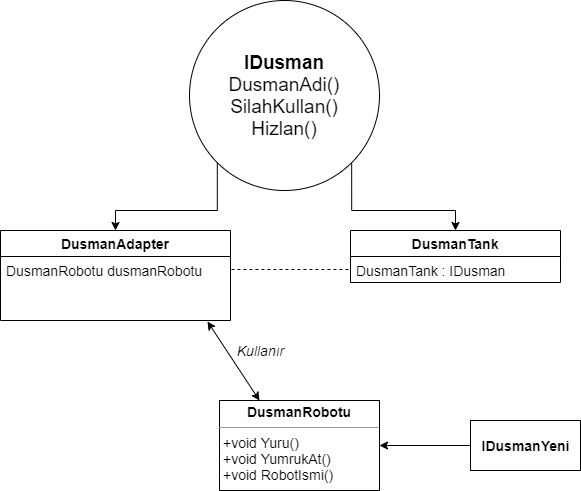 IDusman
DusmanAdi()
SilahKullan()
Hizlan()
DusmanAdapter
DusmanRobotu dusmanRobotu
DusmanTank
DusmanTank : IDusman
Kullanır
DusmanRobotu
+void Yuru()
+void YumrukAt()
+void RobotIsmi()
IDusmanYeni